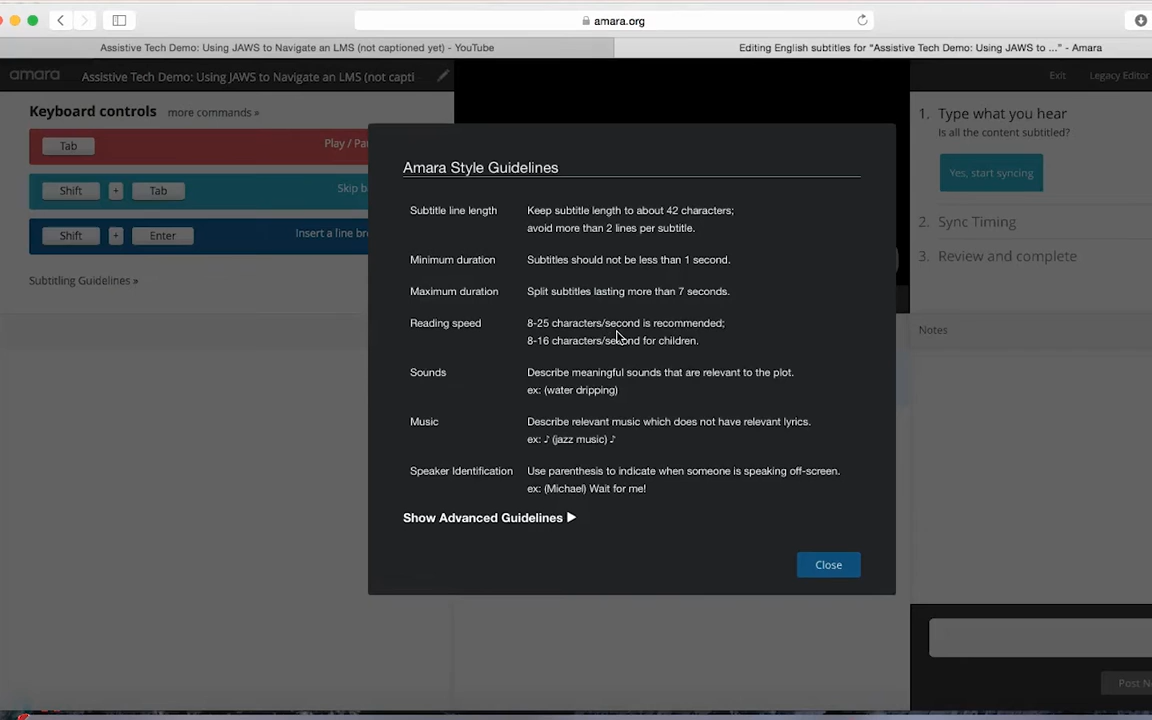 amara.org
Assistive Tech Demo: Using JAWS to Navigate an LMS (not captioned yet) - YouTube
Editing English subtitles for "Assistive Tech Demo: Using JAWS to ..." - Amara
amara
Assistive Tech Demo: Using JAWS to Navigate an LMS (not capti
Exit
Legacy Editor
Keyboard controls
more commands »
Tab
Play / Pa
Shift + Tab
Skip ba
Shift + Enter
Insert a line br
Subtitling Guidelines »
1. Type what you hear
Is all the content subtitled?
Yes, start syncing
2. Sync Timing
3. Review and complete
Notes
Post N
Amara Style Guidelines
Subtitle line length
Keep subtitle length to about 42 characters;
avoid more than 2 lines per subtitle.
Minimum duration
Subtitles should not be less than 1 second.
Maximum duration
Split subtitles lasting more than 7 seconds.
Reading speed
8-25 characters/second is recommended;
8-16 characters/second for children.
Sounds
Describe meaningful sounds that are relevant to the plot.
ex: (water dripping)
Music
Describe relevant music which does not have relevant lyrics.
ex: ♪ (jazz music) ♪
Speaker Identification
Use parenthesis to indicate when someone is speaking off-screen.
ex: (Michael) Wait for me!
Show Advanced Guidelines ▶
Close